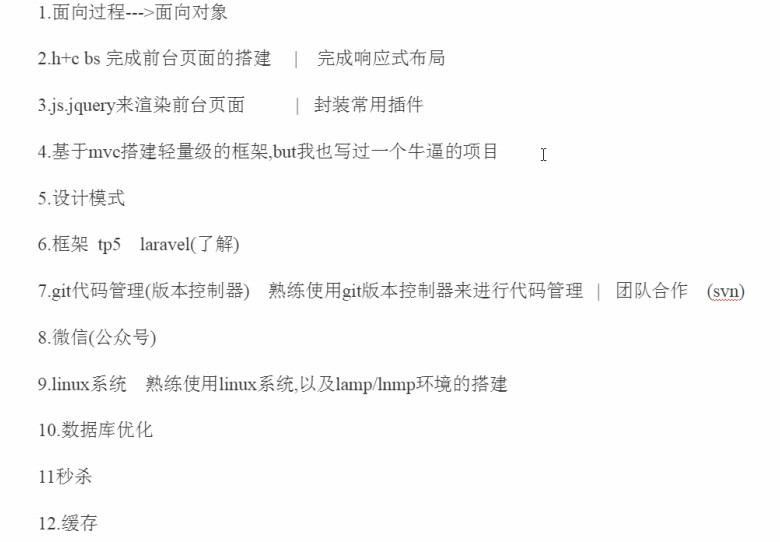 1.面向过程--->面向对象
2.h+c bs 完成前台页面的搭建 | 完成响应式布局
3.js.jquery来渲染前台页面 | 封装常用插件
4.基于mvc搭建轻量级的框架,but我也写过一个牛逼的项目
5.设计模式
6.框架 tp5 laravel(了解)
7.git代码管理(版本控制器) 熟练使用git版本控制器来进行代码管理 | 团队合作 (svn)
8.微信(公众号)
9.linux系统 熟练使用linux系统,以及lamp/lnmp环境的搭建
10.数据库优化
11秒杀
12.缓存